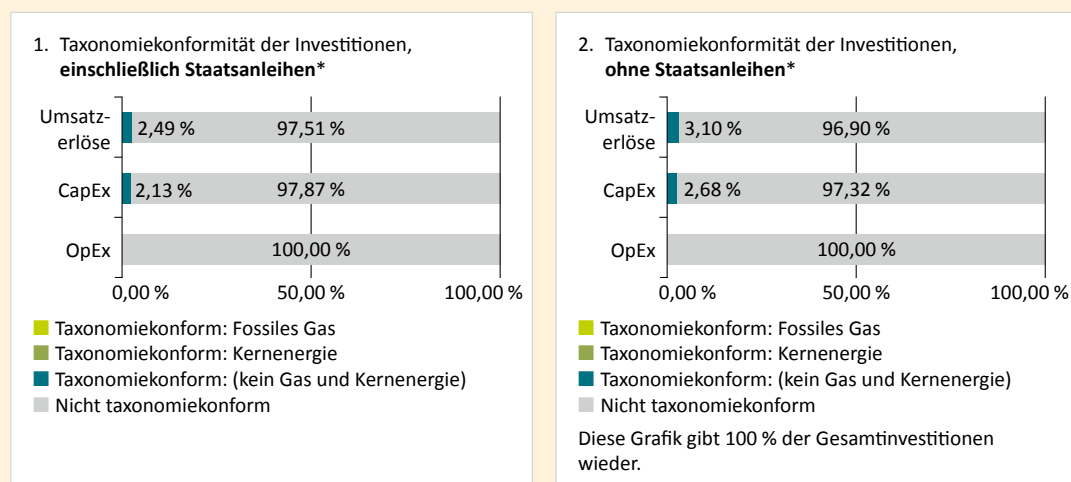 1. Taxonomiekonformität der Investitionen,
einschließlich Staatsanleihen*
Umsatz-
erlöse
2,49 % 97,51 %
CapEx 2,13 % 97,87 %
OpEx 100,00 %
0,00 % 50,00 % 100,00 %
Taxonomiekonform: Fossiles Gas
Taxonomiekonform: Kernenergie
Taxonomiekonform: (kein Gas und Kernenergie)
Nicht taxonomiekonform
2. Taxonomiekonformität der Investitionen,
ohne Staatsanleihen*
Umsatz-
erlöse
3,10 % 96,90 %
CapEx 2,68 % 97,32 %
OpEx 100,00 %
0,00 % 50,00 % 100,00 %
Taxonomiekonform: Fossiles Gas
Taxonomiekonform: Kernenergie
Taxonomiekonform: (kein Gas und Kernenergie)
Nicht taxonomiekonform
Diese Grafik gibt 100 % der Gesamtinvestitionen
wieder.